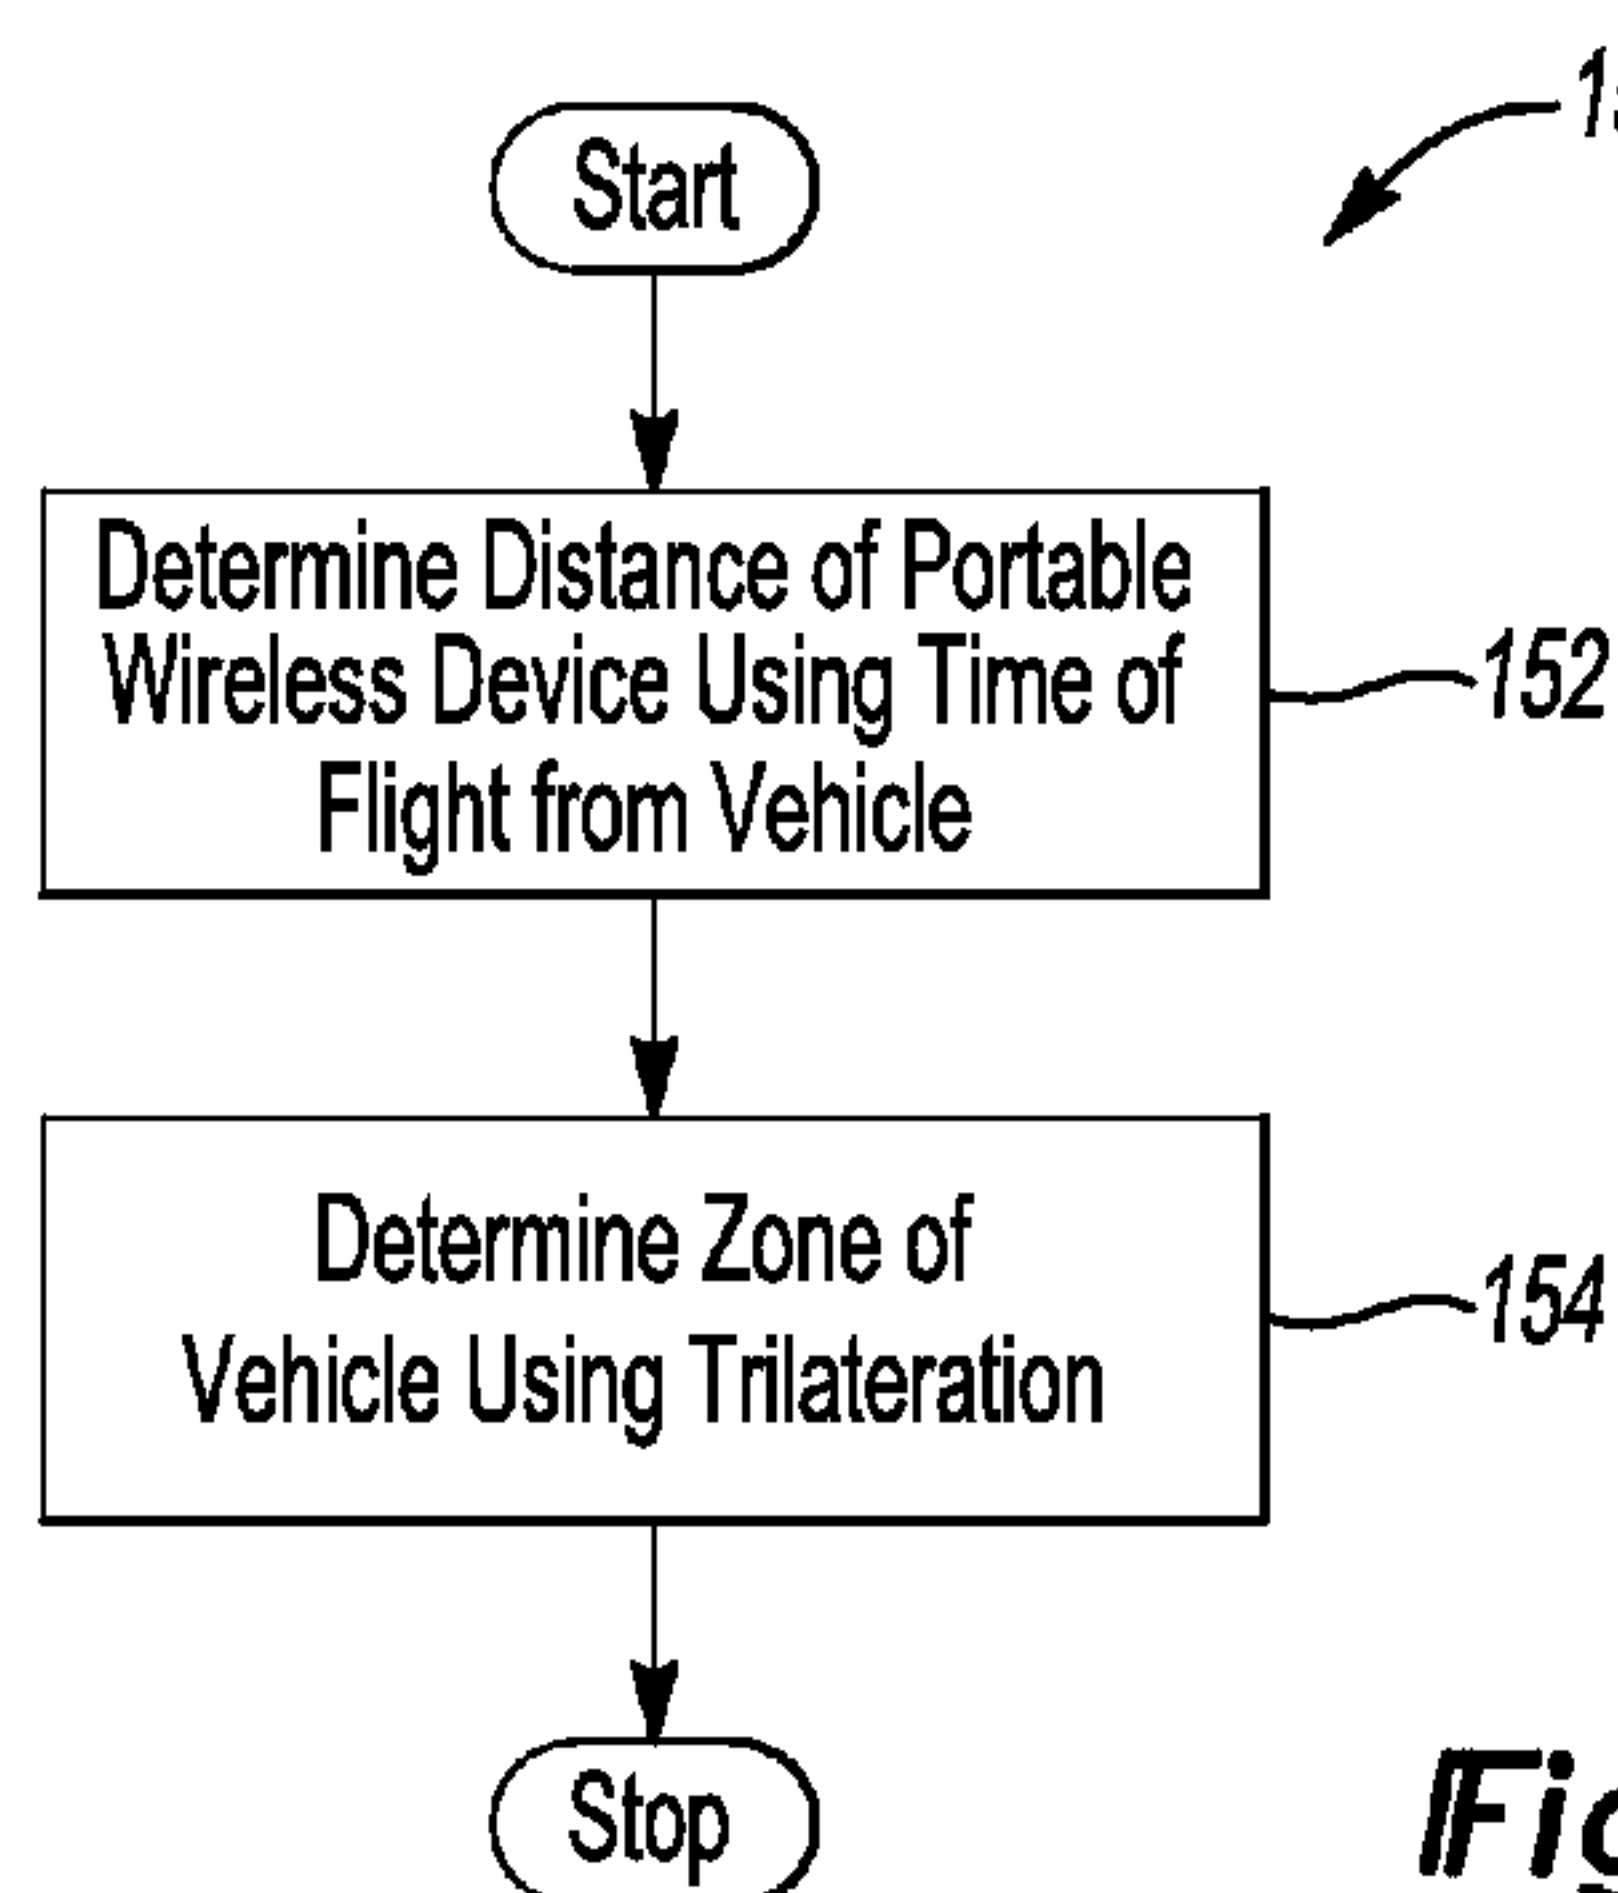 Start
Determine Distance of Portable
Wireless Device Using Time of
Flight from Vehicle
152
Determine Zone of
Vehicle Using Trilateration
154
Stop